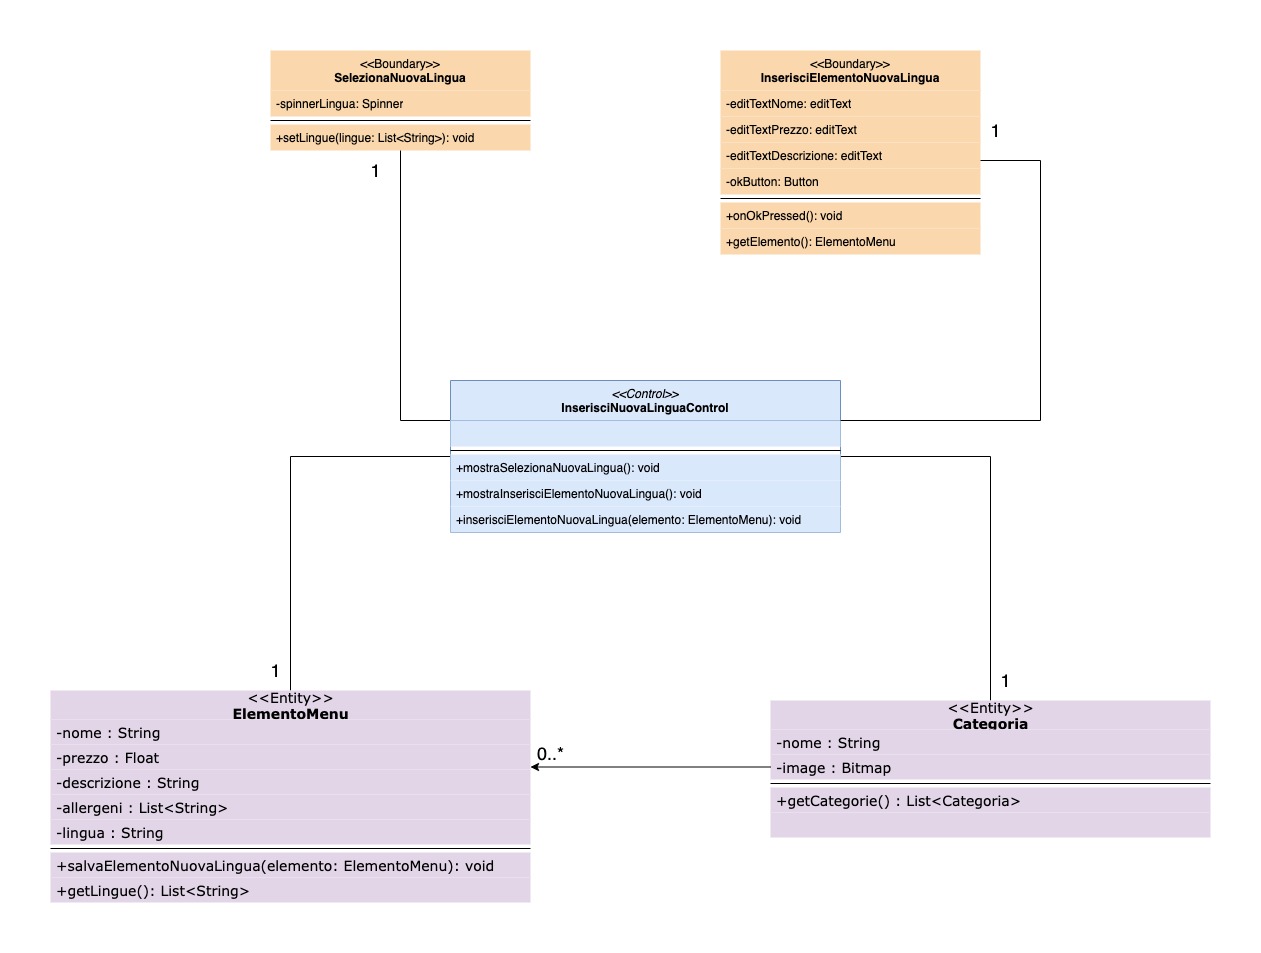 <<Boundary>>
SelezionaNuovaLingua
-spinnerLingua: Spinner
+setLingue(lingue: List<String>): void
1
<<Boundary>>
InserisciElementoNuovaLingua
-editTextNome: editText
-editTextPrezzo: editText
-editTextDescrizione: editText
-okButton: Button
+onOkPressed(): void
+getElemento(): ElementoMenu
1
<<Control>>
InserisciNuovaLinguaControl
+mostraSelezionaNuovaLingua(): void
+mostraInserisciElementoNuovaLingua(): void
+inserisciElementoNuovaLingua(elemento: ElementoMenu): void
1
<<Entity>>
ElementoMenu
-nome : String
-prezzo : Float
-descrizione : String
-allergeni : List<String>
-lingua : String
+salvaElementoNuovaLingua(elemento: ElementoMenu): void
+getLingue(): List<String>
0..*
1
<<Entity>>
Categoria
-nome : String
-image : Bitmap
+getCategorie() : List<Categoria>